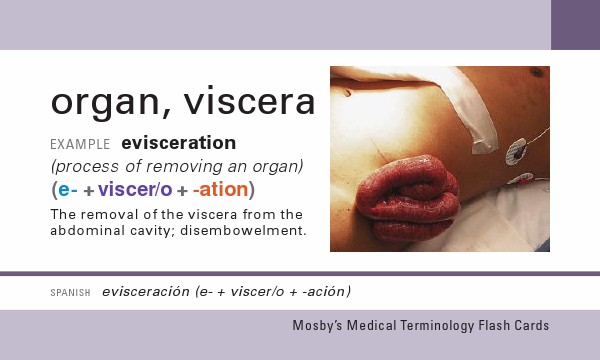 organ, viscera
EXAMPLE evisceration
(process of removing an organ)
(e- + viscer/o + -ation)
The removal of the viscera from the
abdominal cavity; disembowelment.
SPANISH evisceración (e- + viscer/o + -ación)
Mosby's Medical Terminology Flash Cards